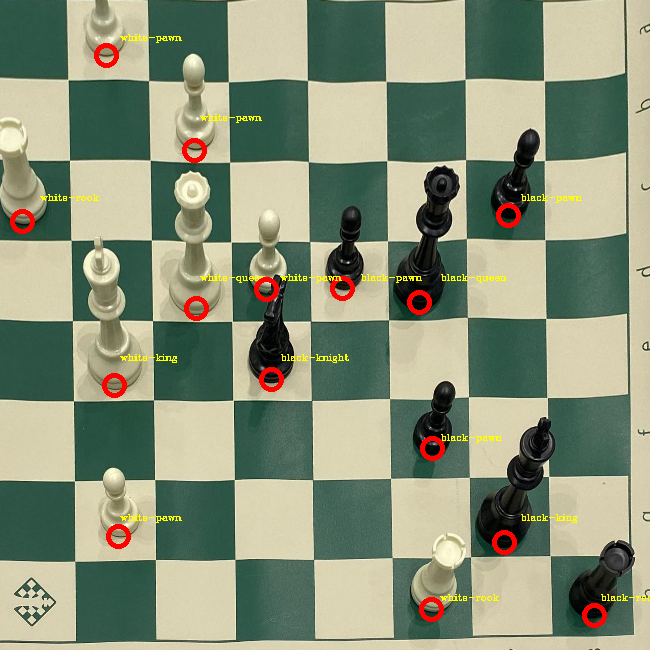 white-pawn
white-pawn
white-rook
black-pawn
white-queen
white-pawn
black-pawn
black-queen
white-king
black-knight
black-pawn
white-pawn
black-king
white-rook
a
d
e
f